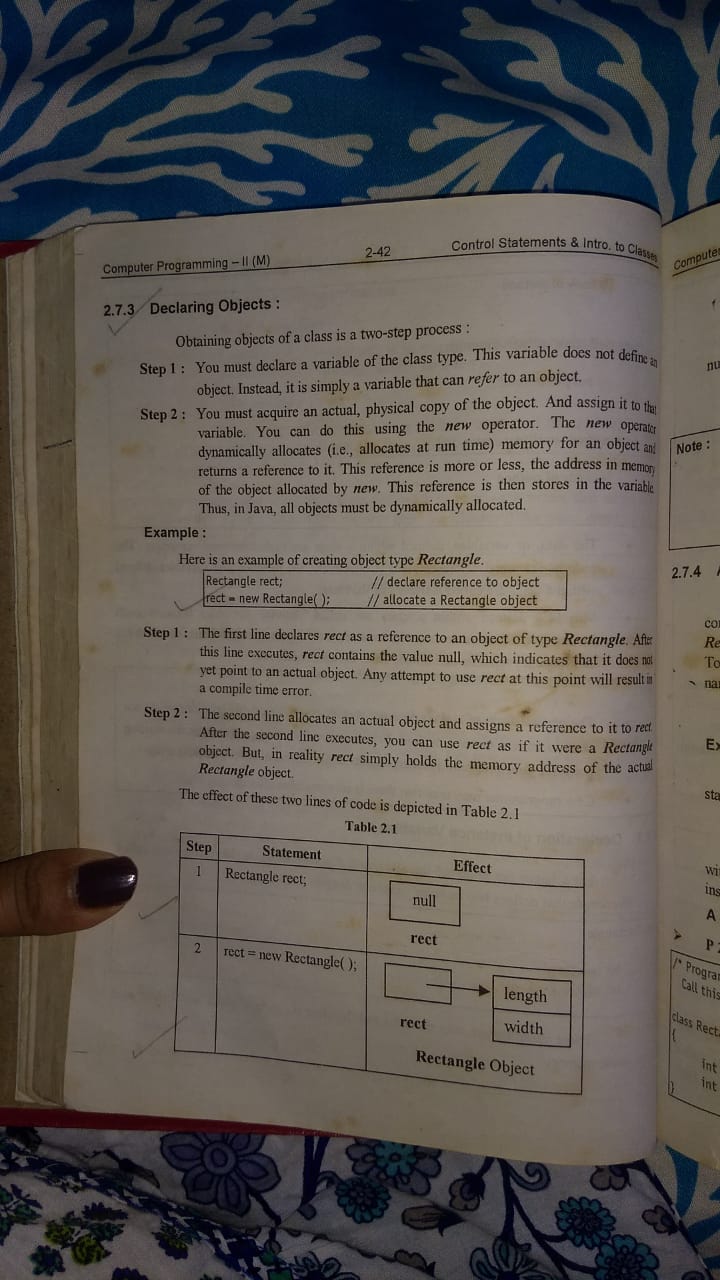 Computer Programming – II (M) 2-42 Control Statements & Intro. to Classes
2.7.3 Declaring Objects :
Obtaining objects of a class is a two-step process :
Step 1 : You must declare a variable of the class type. This variable does not define an
object. Instead, it is simply a variable that can refer to an object.
Step 2 : You must acquire an actual, physical copy of the object. And assign it to that
variable. You can do this using the new operator. The new operator
dynamically allocates (i.e., allocates at run time) memory for an object and
returns a reference to it. This reference is more or less, the address in memory
of the object allocated by new. This reference is then stores in the variable.
Thus, in Java, all objects must be dynamically allocated.
Example :
Here is an example of creating object type Rectangle.
Rectangle rect; // declare reference to object
rect = new Rectangle( ); // allocate a Rectangle object
Step 1 : The first line declares rect as a reference to an object of type Rectangle. After
this line executes, rect contains the value null, which indicates that it does not
yet point to an actual object. Any attempt to use rect at this point will result in
a compile time error.
Step 2 : The second line allocates an actual object and assigns a reference to it to rect.
After the second line executes, you can use rect as if it were a Rectangle
object. But, in reality rect simply holds the memory address of the actual
Rectangle object.
The effect of these two lines of code is depicted in Table 2.1
Table 2.1
Step Statement Effect
1 Rectangle rect; null
rect
2 rect = new Rectangle( ); length
rect width
Rectangle Object
Note :
2.7.4
To
A
/* Program
Call this
class Rect
{
int
int
}